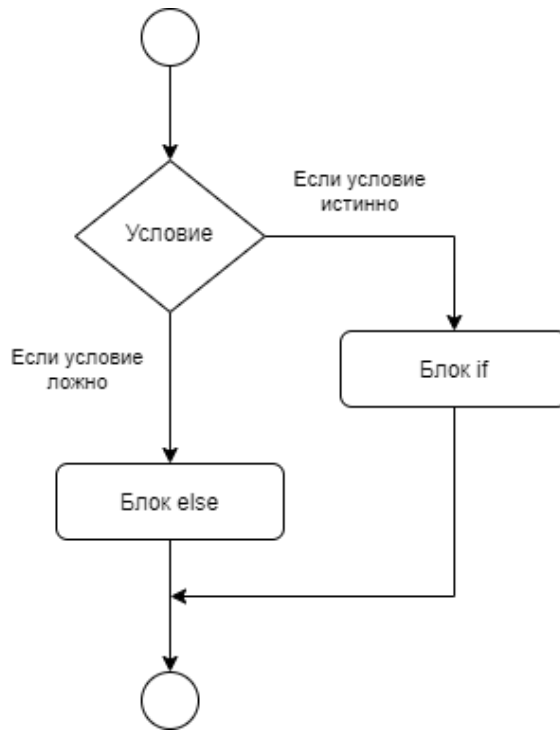 Условие
Если условие
истинно
Если условие
ложно
Блок if
Блок else